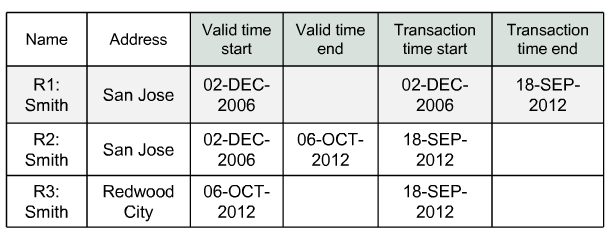 Name Address Valid time start Valid time end Transaction time start Transaction time end
R1: Smith San Jose 02-DEC-2006 02-DEC-2006 18-SEP-2012
R2: Smith San Jose 02-DEC-2006 06-OCT-2012 18-SEP-2012
R3: Smith Redwood City 06-OCT-2012 18-SEP-2012